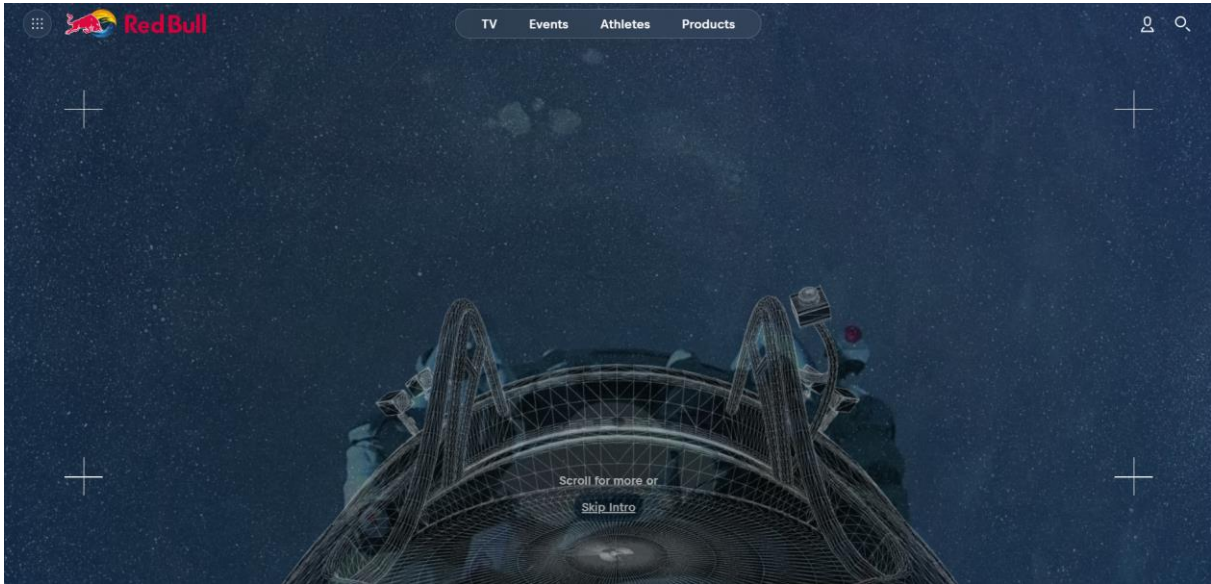 Red Bull
TV Events Athletes Products
Scroll for more or
Skip Intro